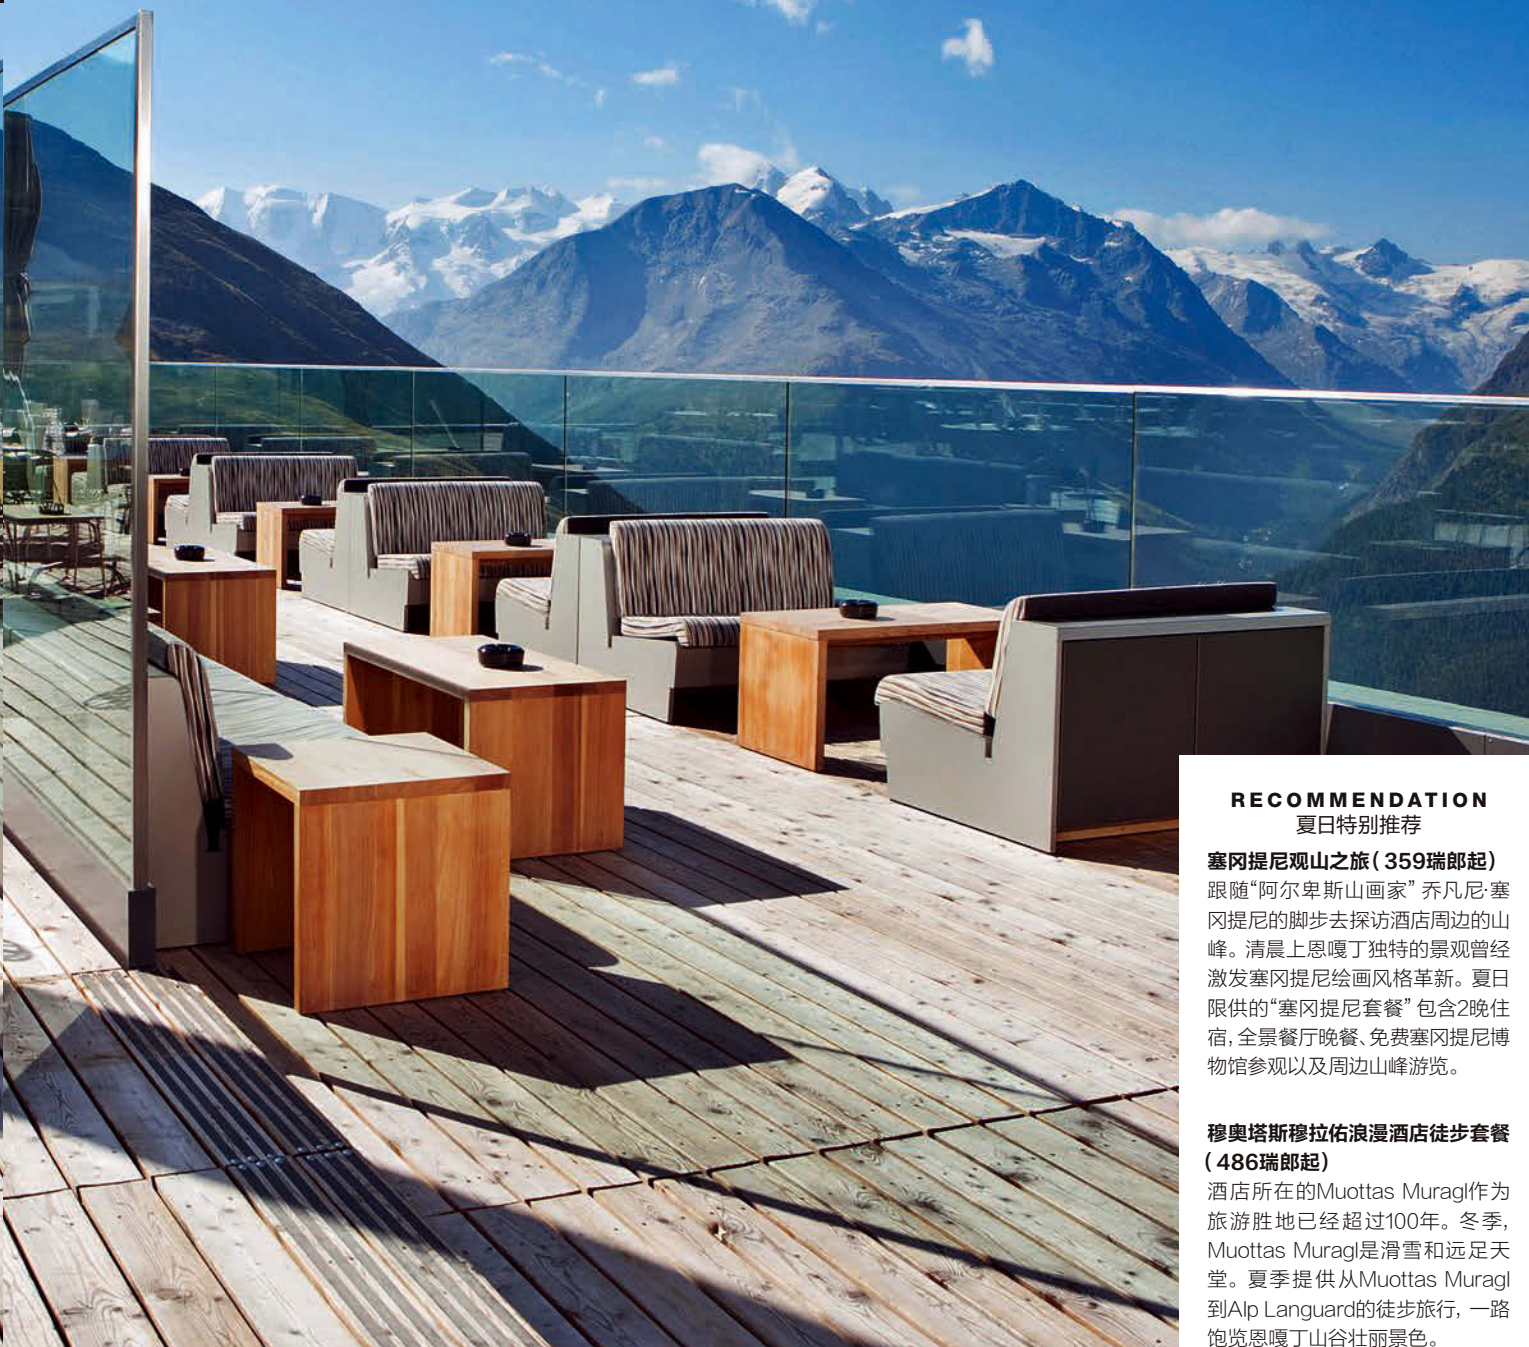 RECOMMENDATION
夏日特别推荐
塞冈提尼观山之旅（359瑞郎起）
跟随“阿尔卑斯山画家” 乔凡尼·塞
冈提尼的脚步去探访酒店周边的山
峰。清晨上恩嘎丁独特的景观曾经
激发塞冈提尼绘画风格革新。夏日
限供的“塞冈提尼套餐” 包含2晚住
宿，全景餐厅晚餐、免费塞冈提尼博
物馆参观以及周边山峰游览。
穆奥塔斯穆拉佑浪漫酒店徒步套餐
（486瑞郎起）
酒店所在的Muottas Muragl作为
旅游胜地已经超过100年。冬季，
Muottas Muragl是滑雪和远足天
堂。夏季提供从Muottas Muragl
到Alp Languard的徒步旅行，一路
饱览恩嘎丁山谷壮丽景色。